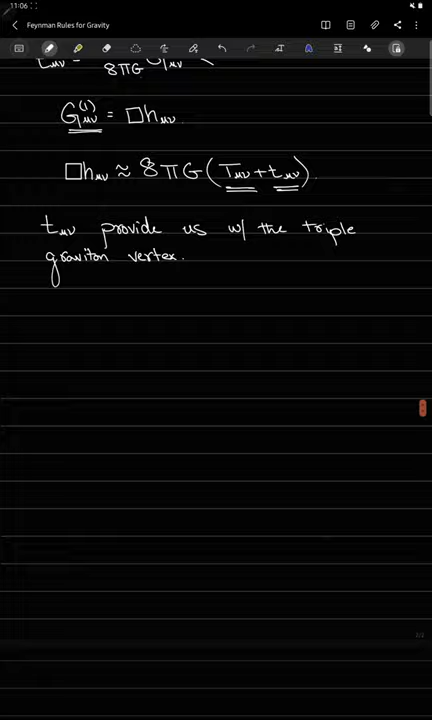 11:06
Feynman Rules for Gravity
8πG
G⁽¹⁾μν = □hμν.
□hμν ≈ 8πG(Tμν + tμν).
tμν provide us w/ the triple
graviton vertex.